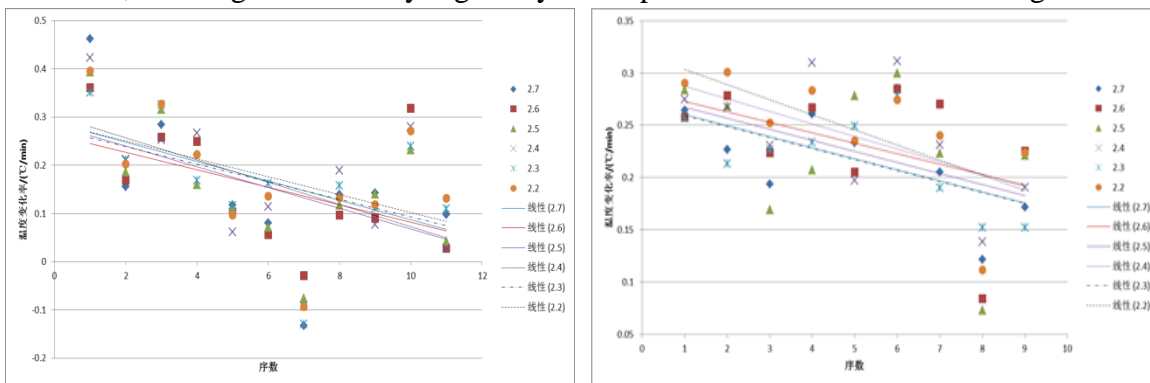 0.5
0.4
0.3
0.2
0.1
0
-0.1
-0.2
0
2
4
6
8
10
12
温度变化率/(℃/min)
序数
2.7
2.6
2.5
2.4
2.3
2.2
线性 (2.7)
线性 (2.6)
线性 (2.5)
线性 (2.4)
线性 (2.3)
线性 (2.2)
0.35
0.3
0.25
0.2
0.15
0.1
0.05
0
1
2
3
4
5
6
7
8
9
10
温度变化率/(℃/min)
序数
2.7
2.6
2.5
2.4
2.3
2.2
线性 (2.7)
线性 (2.6)
线性 (2.5)
线性 (2.4)
线性 (2.3)
线性 (2.2)